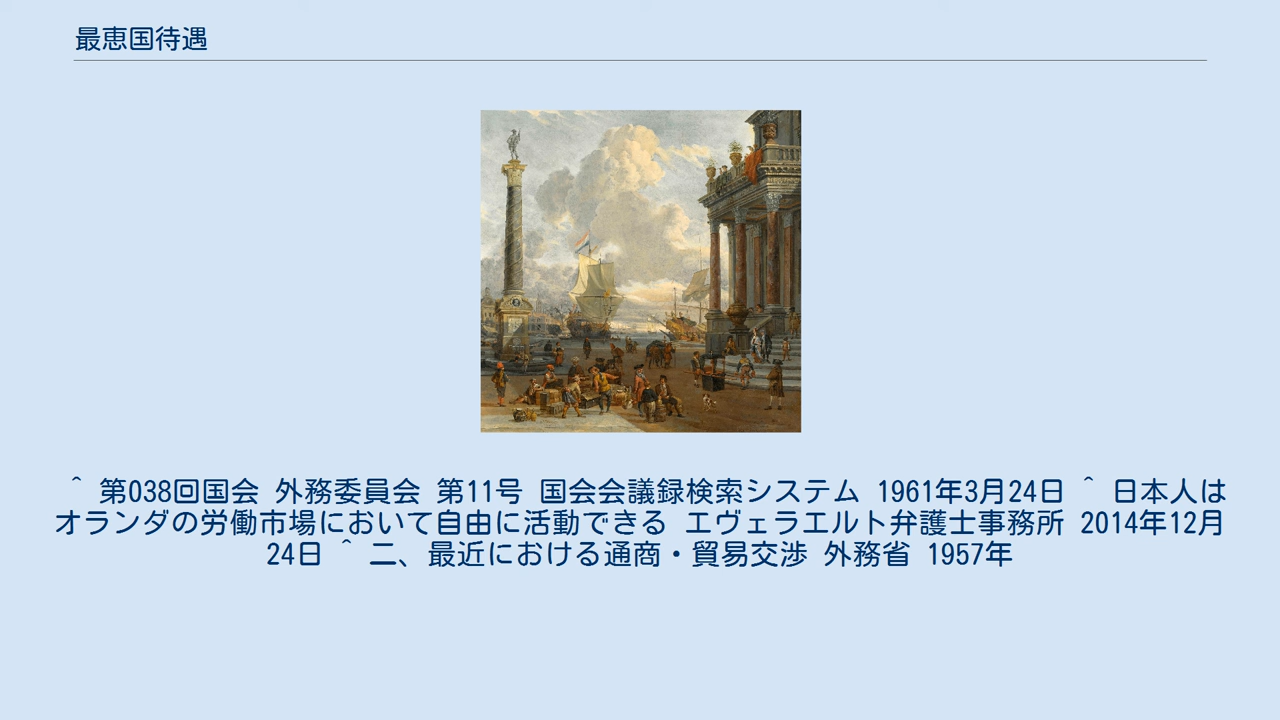 最恵国待遇
^ 第038回国会 外務委員会 第11号 国会会議録検索システム 1961年3月24日 ^ 日本人は
オランダの労働市場において自由に活動できる エヴェラエルト弁護士事務所 2014年12月
24日 ^ 二、最近における通商・貿易交渉 外務省 1957年